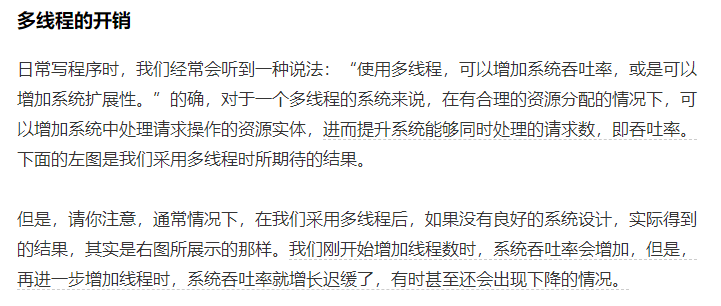 多线程的开销
日常写程序时，我们经常会听到一种说法：“使用多线程，可以增加系统吞吐率，或是可以
增加系统扩展性。”的确，对于一个多线程的系统来说，在有合理的资源分配的情况下，可
以增加系统中处理请求操作的资源实体，进而提升系统能够同时处理的请求数，即吞吐率。
下面的左图是我们采用多线程时所期待的结果。
但是，请你注意，通常情况下，在我们采用多线程后，如果没有良好的系统设计，实际得到
的结果，其实是右图所展示的那样。我们刚开始增加线程数时，系统吞吐率会增加，但是，
再进一步增加线程时，系统吞吐率就增长迟缓了，有时甚至还会出现下降的情况。